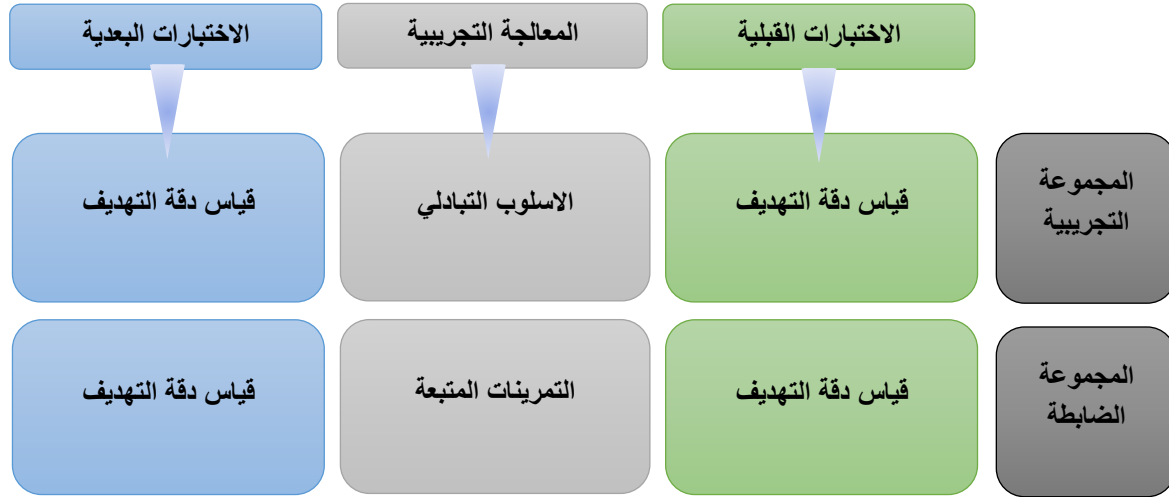 الاختبارات القبلية
المعالجة التجريبية
الاختبارات البعدية
المجموعة
التجريبية
قياس دقة التهديف
الاسلوب التبادلي
قياس دقة التهديف
المجموعة
الضابطة
قياس دقة التهديف
التمرينات المتبعة
قياس دقة التهديف